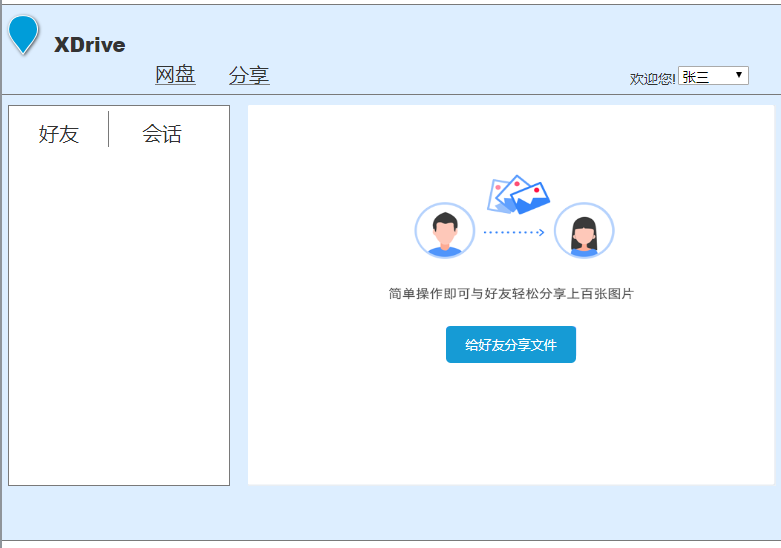 XDrive
网盘 分享
欢迎您! 张三
好友 会话
简单操作即可与好友轻松分享上百张图片
给好友分享文件